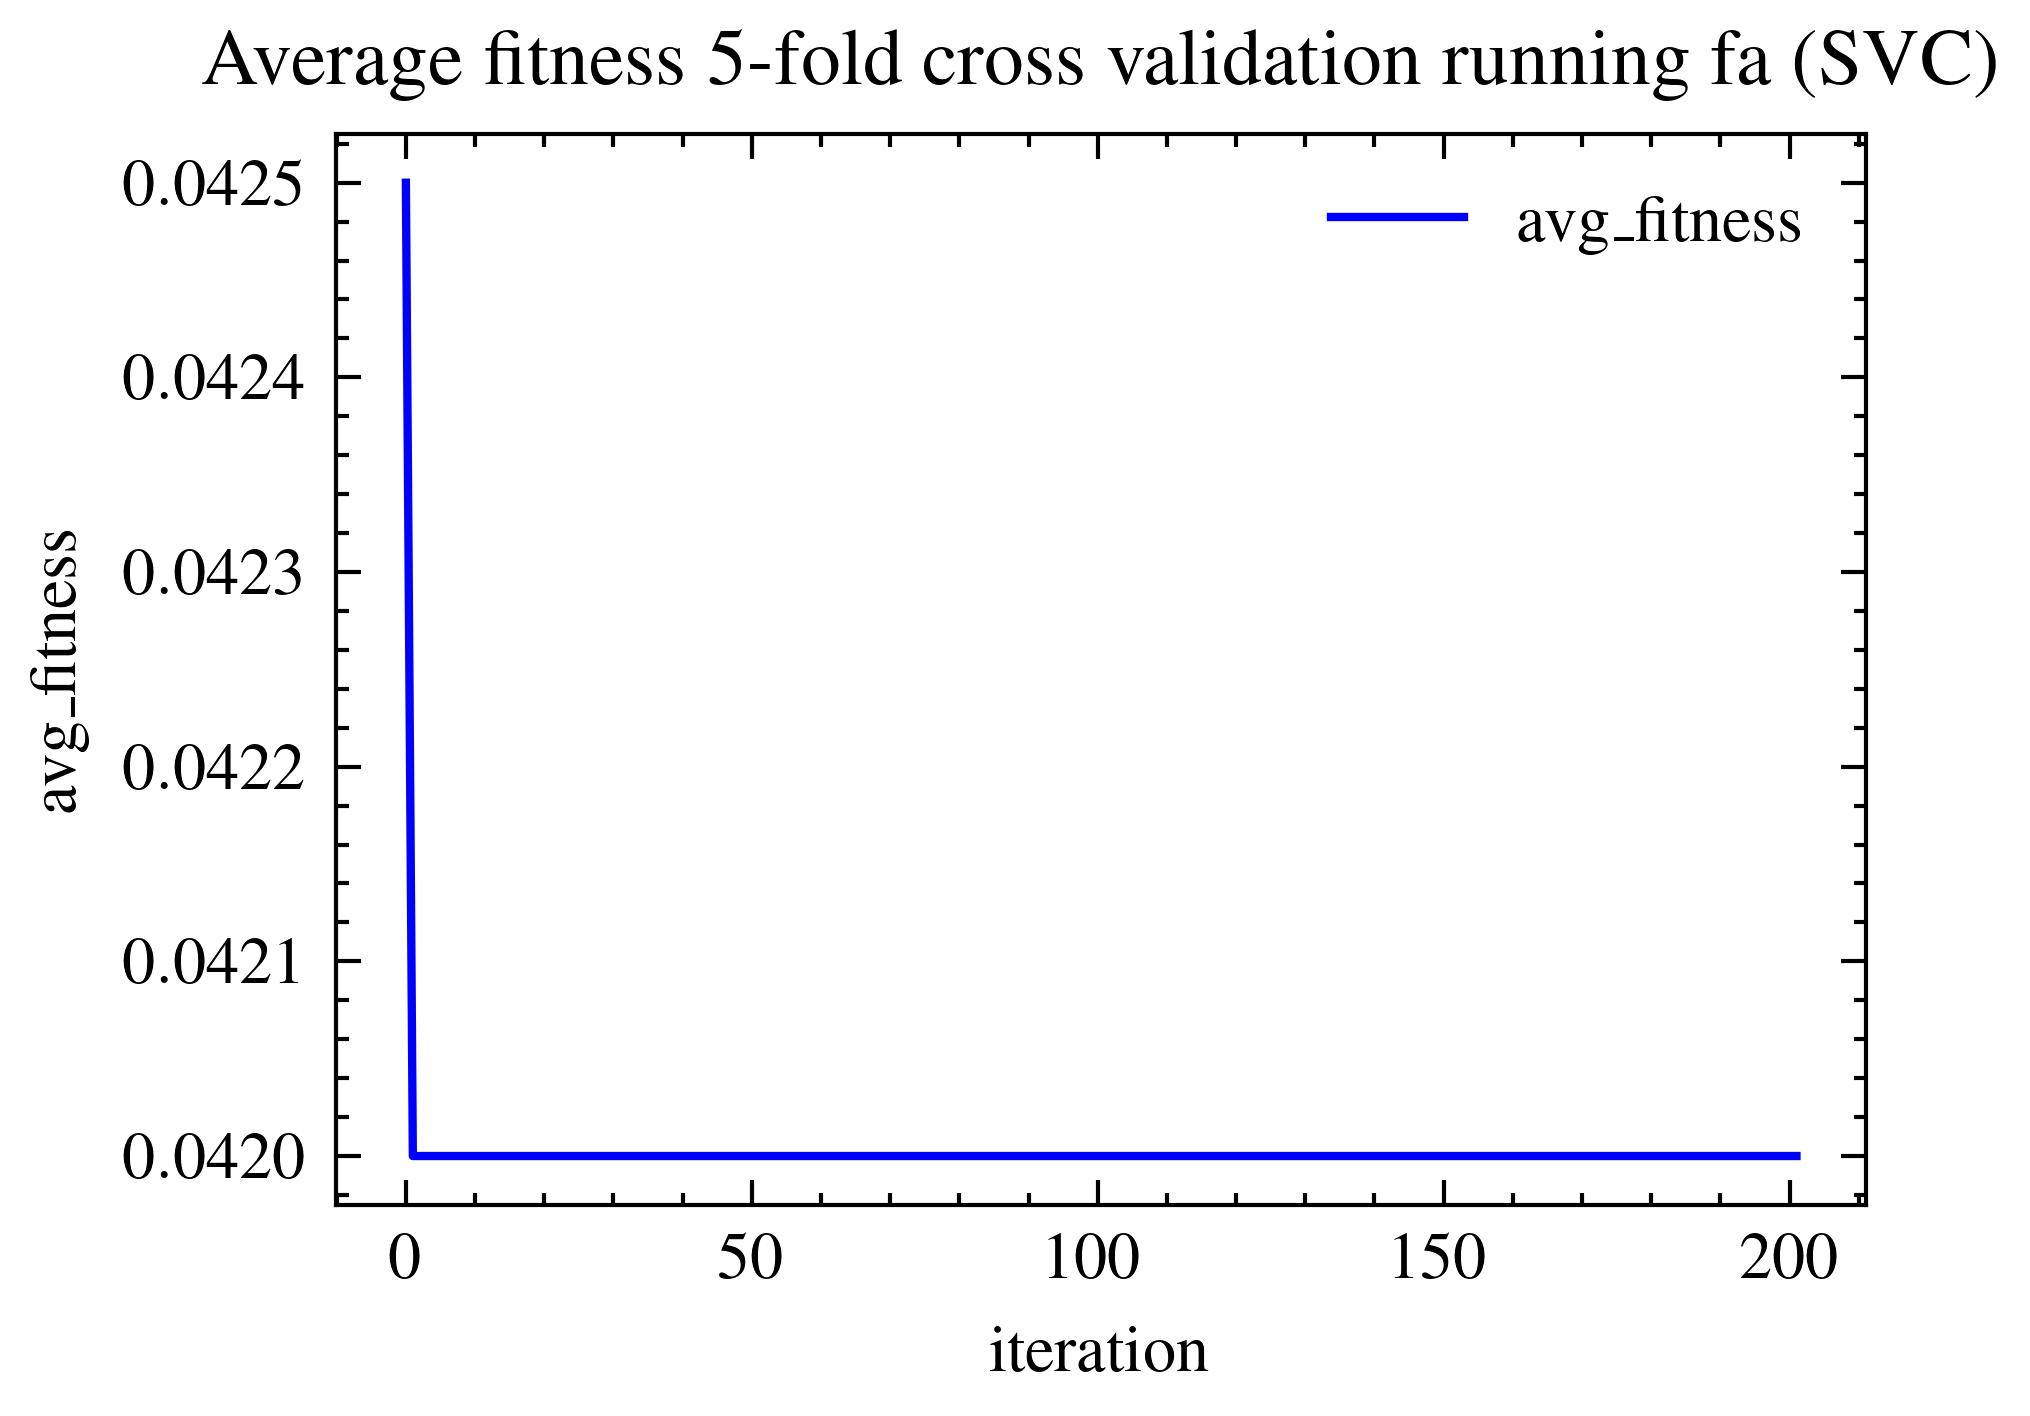 Average fitness 5-fold cross validation running fa (SVC)
avg_fitness
0.0425
0.0424
0.0423
0.0422
0.0421
0.0420
avg_fitness
0 50 100 150 200
iteration